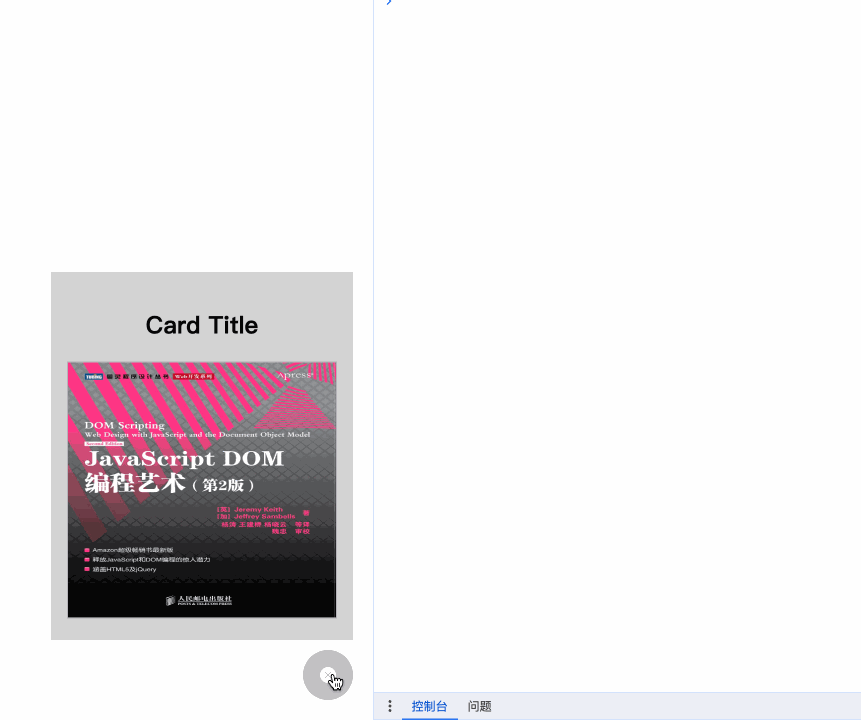 Card Title
TURING 图灵程序设计丛书 Web开发系列
Apress®
DOM Scripting
Web Design with JavaScript and the Document Object Model
Second Edition
JavaScript DOM
编程艺术(第2版)
[英] Jeremy Keith 著
[加] Jeffrey Sambells
杨涛 王建桥 杨晓云 等译
魏忠 审校
Amazon超级畅销书最新版
释放JavaScript和DOM编程的惊人潜力
涵盖HTML5及jQuery
人民邮电出版社
POSTS & TELECOM PRESS
控制台 问题